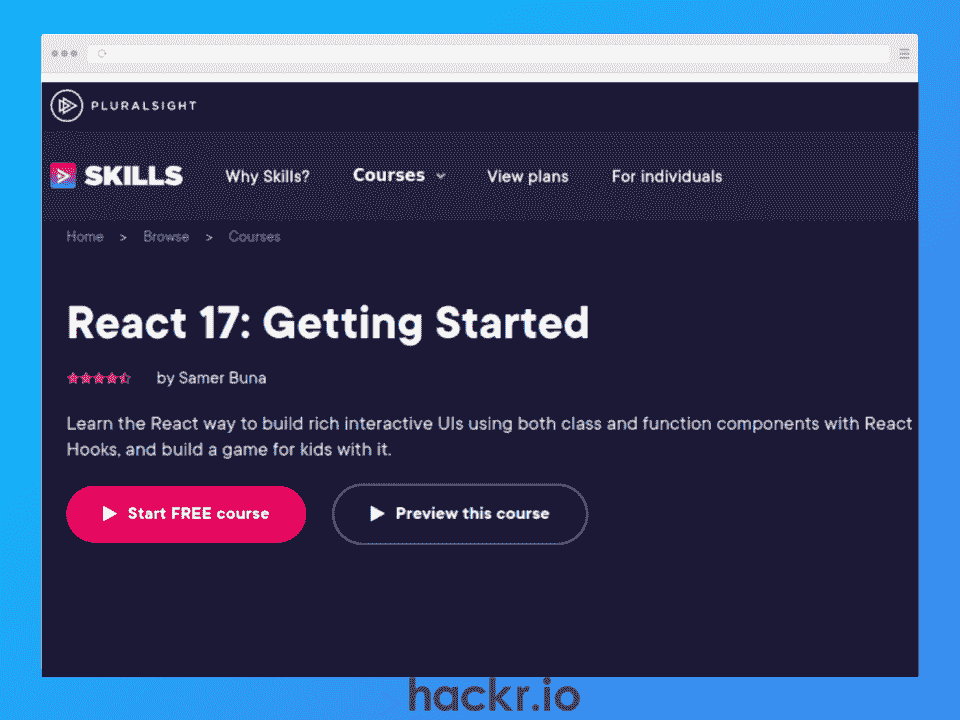 PLURALSIGHT
SKILLS Why Skills? Courses View plans For individuals
Home > Browse > Courses
React 17: Getting Started
by Samer Buna
Learn the React way to build rich interactive UIs using both class and function components with React
Hooks, and build a game for kids with it.
Start FREE course Preview this course
hackr.io